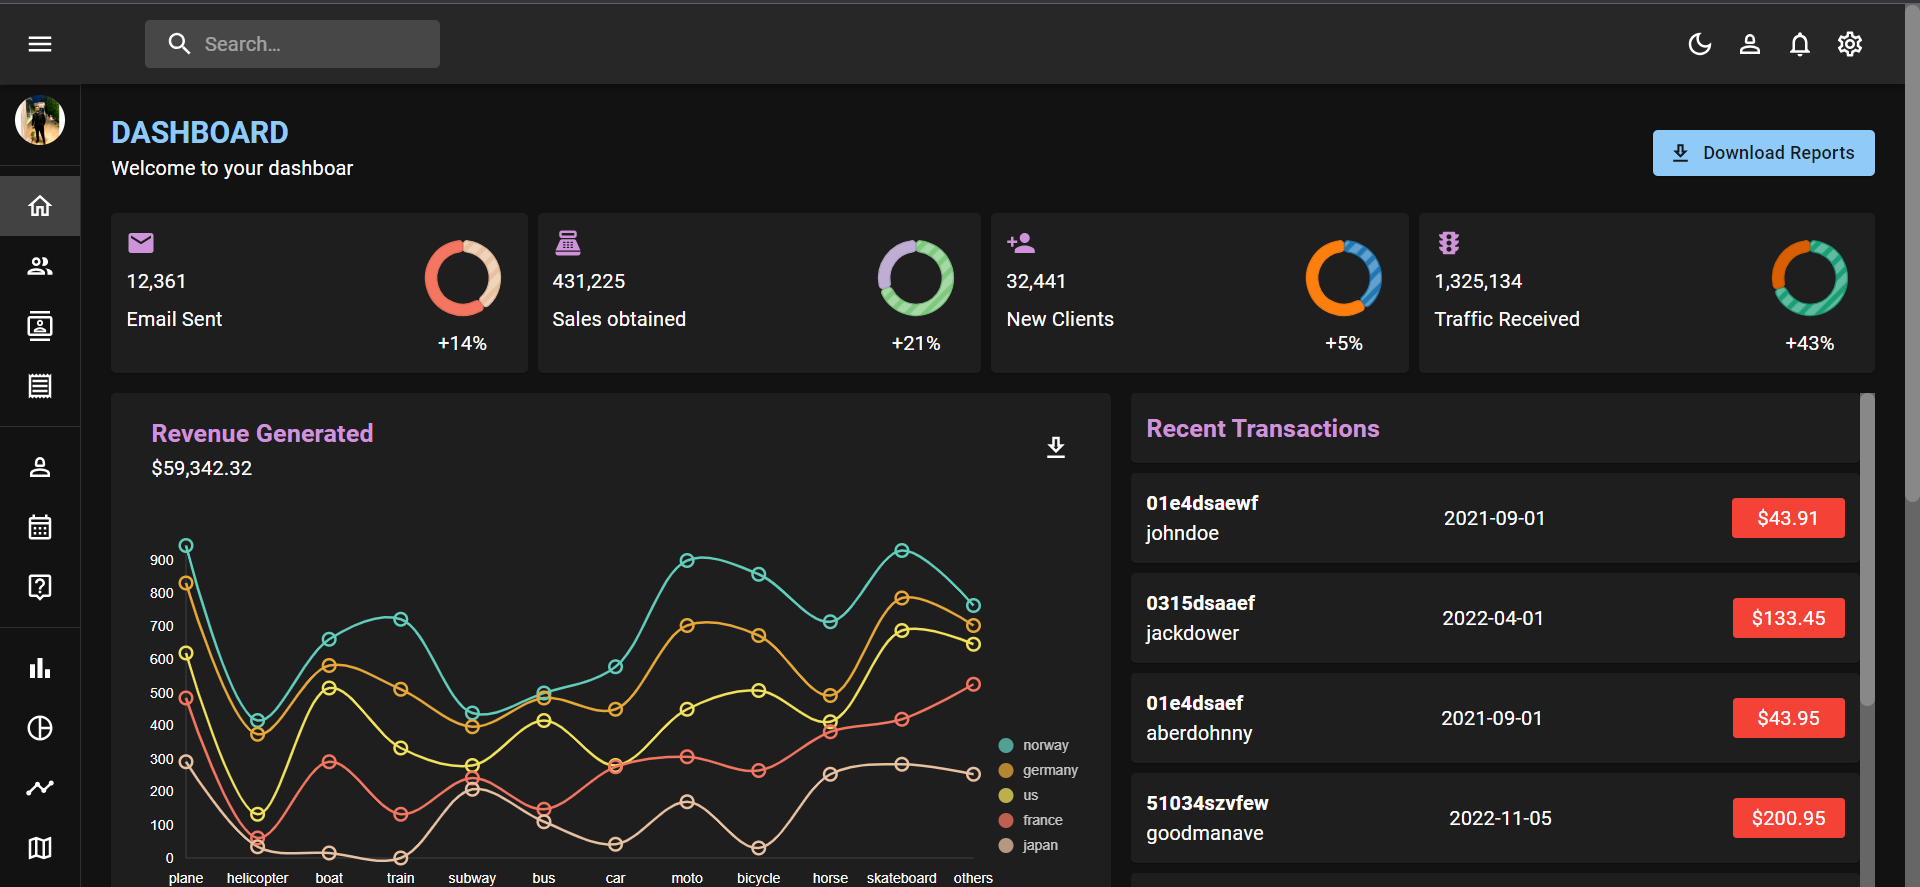 Search...
DASHBOARD
Welcome to your dashboar
Download Reports
12,361
Email Sent
+14%
431,225
Sales obtained
+21%
32,441
New Clients
+5%
1,325,134
Traffic Received
+43%
Revenue Generated
$59,342.32
900
800
700
600
500
400
300
200
100
0
plane helicopter boat train subway bus car moto bicycle horse skateboard others
norway
germany
us
france
japan
Recent Transactions
01e4dsaewf
johndoe
2021-09-01
$43.91
0315dsaaef
jackdower
2022-04-01
$133.45
01e4dsaef
aberdohnny
2021-09-01
$43.95
51034szvfew
goodmanave
2022-11-05
$200.95